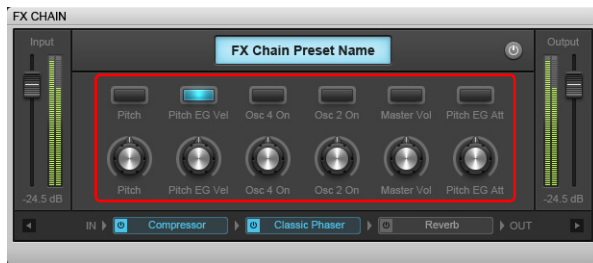 FX CHAIN
Input
FX Chain Preset Name
Output
Pitch Pitch EG Vel Osc 4 On Osc 2 On Master Vol Pitch EG Att
Pitch Pitch EG Vel Osc 4 On Osc 2 On Master Vol Pitch EG Att
-24.5 dB
-24.5 dB
IN Compressor Classic Phaser Reverb OUT